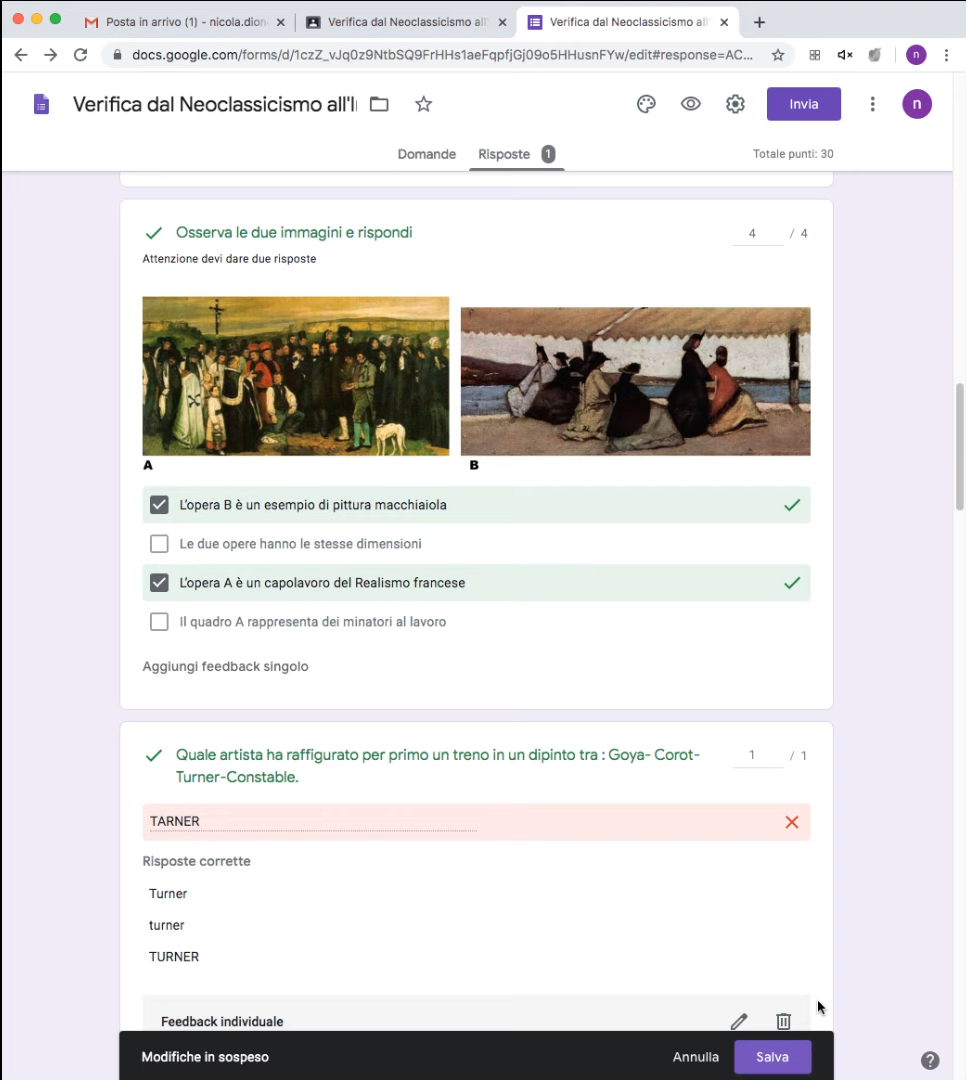 Posta in arrivo (1) - nicola.dion
Verifica dal Neoclassicismo all'
Verifica dal Neoclassicismo all'
docs.google.com/forms/d/1czZ_vJq0z9NtbSQ9FrHHs1aeFqpfjGj09o5HHusnFYw/edit#response=AC...
n
Verifica dal Neoclassicismo all'I
Invia
n
Domande
Risposte 1
Totale punti: 30
Osserva le due immagini e rispondi
4 / 4
Attenzione devi dare due risposte
A
B
L'opera B è un esempio di pittura macchiaiola
Le due opere hanno le stesse dimensioni
L'opera A è un capolavoro del Realismo francese
Il quadro A rappresenta dei minatori al lavoro
Aggiungi feedback singolo
Quale artista ha raffigurato per primo un treno in un dipinto tra : Goya- Corot-
Turner-Constable.
1 / 1
TARNER
Risposte corrette
Turner
turner
TURNER
Feedback individuale
Modifiche in sospeso
Annulla
Salva